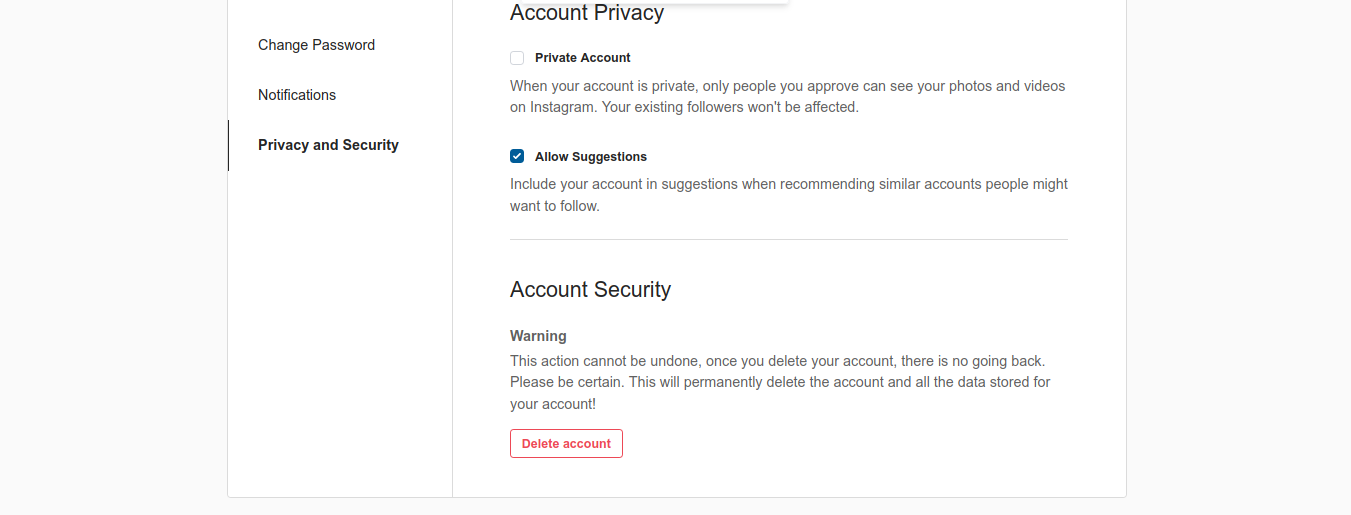 Change Password
Notifications
Privacy and Security
Account Privacy
Private Account
When your account is private, only people you approve can see your photos and videos
on Instagram. Your existing followers won't be affected.
Allow Suggestions
Include your account in suggestions when recommending similar accounts people might
want to follow.
Account Security
Warning
This action cannot be undone, once you delete your account, there is no going back.
Please be certain. This will permanently delete the account and all the data stored for
your account!
Delete account